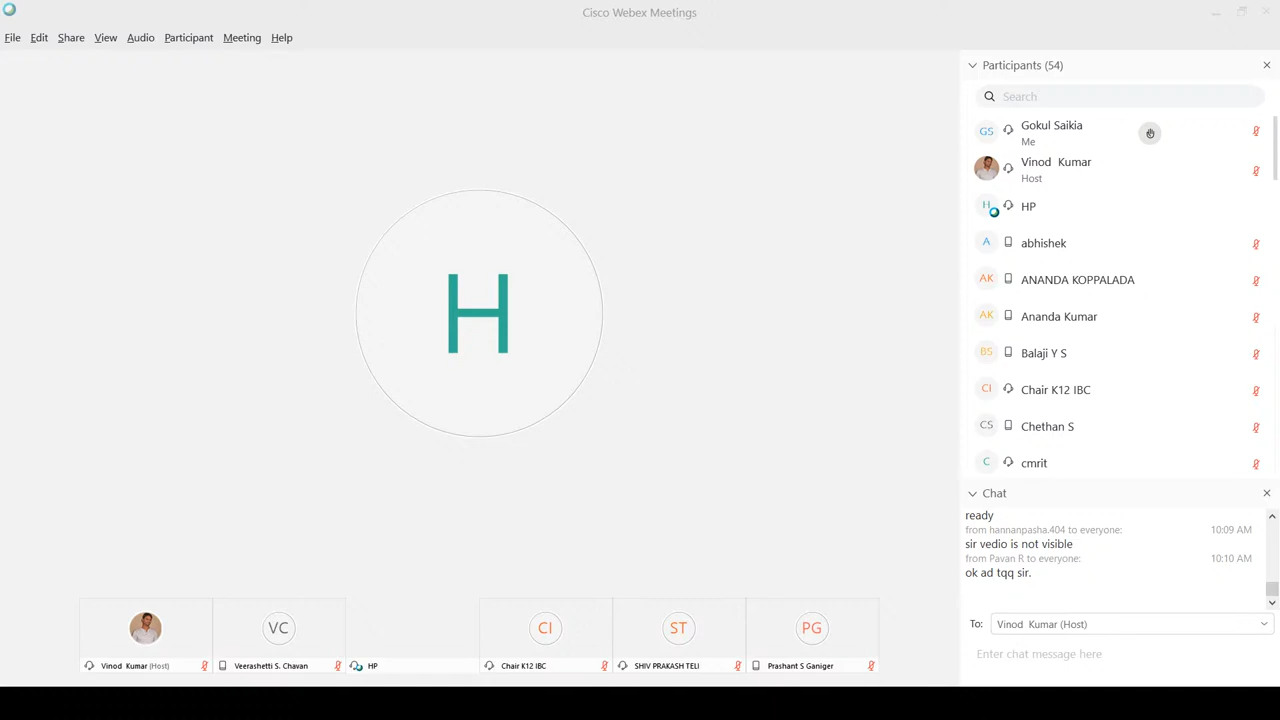 Cisco Webex Meetings
File Edit Share View Audio Participant Meeting Help
Participants (54)
Search
GS Gokul Saikia
Me
Vinod Kumar
Host
H HP
A abhishek
AK ANANDA KOPPALADA
AK Ananda Kumar
BS Balaji Y S
CI Chair K12 IBC
CS Chethan S
C cmrit
H
Chat
ready
from hannanpasha.404 to everyone: 10:09 AM
sir vedio is not visible
from Pavan R to everyone: 10:10 AM
ok ad tqq sir.
To: Vinod Kumar (Host)
Enter chat message here
VC CI ST PG
Vinod Kumar (Host) Veerashetti S. Chavan HP Chair K12 IBC SHIV PRAKASH TELI Prashant S Ganiger